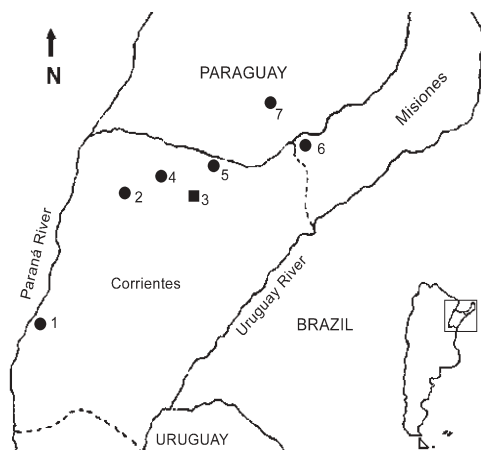 N
PARAGUAY
Misiones
7
6
5
4
2
3
Paraná River
Corrientes
Uruguay River
1
BRAZIL
URUGUAY